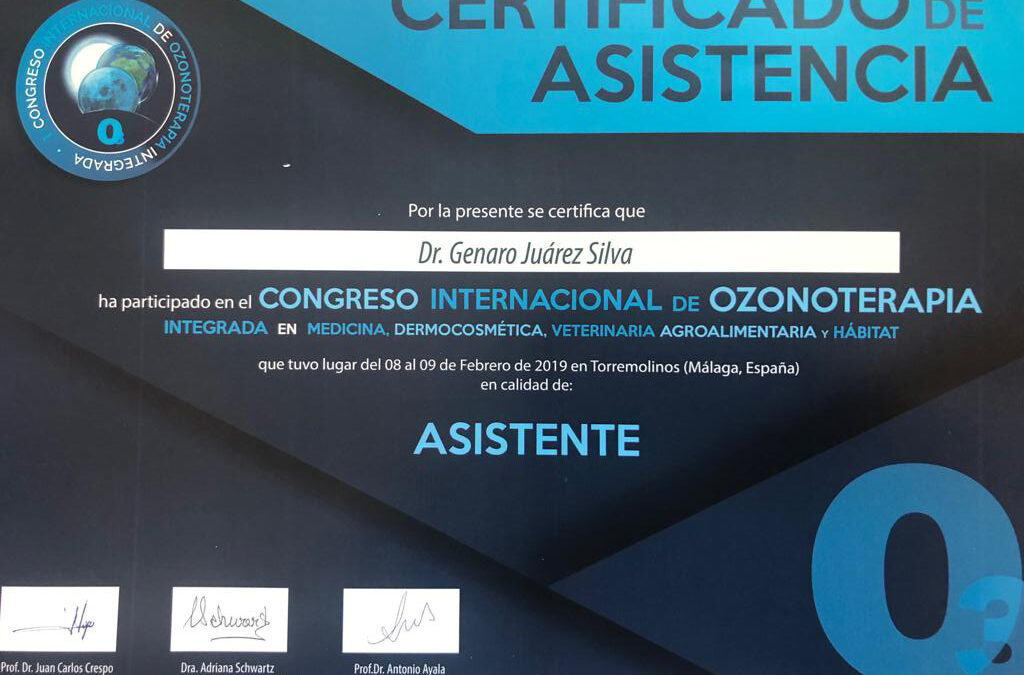 CERTIFICADO DE
ASISTENCIA
I CONGRESO INTERNACIONAL DE OZONOTERAPIA INTEGRADA
O3
Por la presente se certifica que
Dr. Genaro Juárez Silva
ha participado en el CONGRESO INTERNACIONAL DE OZONOTERAPIA
INTEGRADA EN MEDICINA, DERMOCOSMÉTICA, VETERINARIA AGROALIMENTARIA Y HÁBITAT
que tuvo lugar del 08 al 09 de Febrero de 2019 en Torremolinos (Málaga, España)
en calidad de:
ASISTENTE
O3
Schwartz
Prof. Dr. Juan Carlos Crespo
Dra. Adriana Schwartz
Prof.Dr. Antonio Ayala